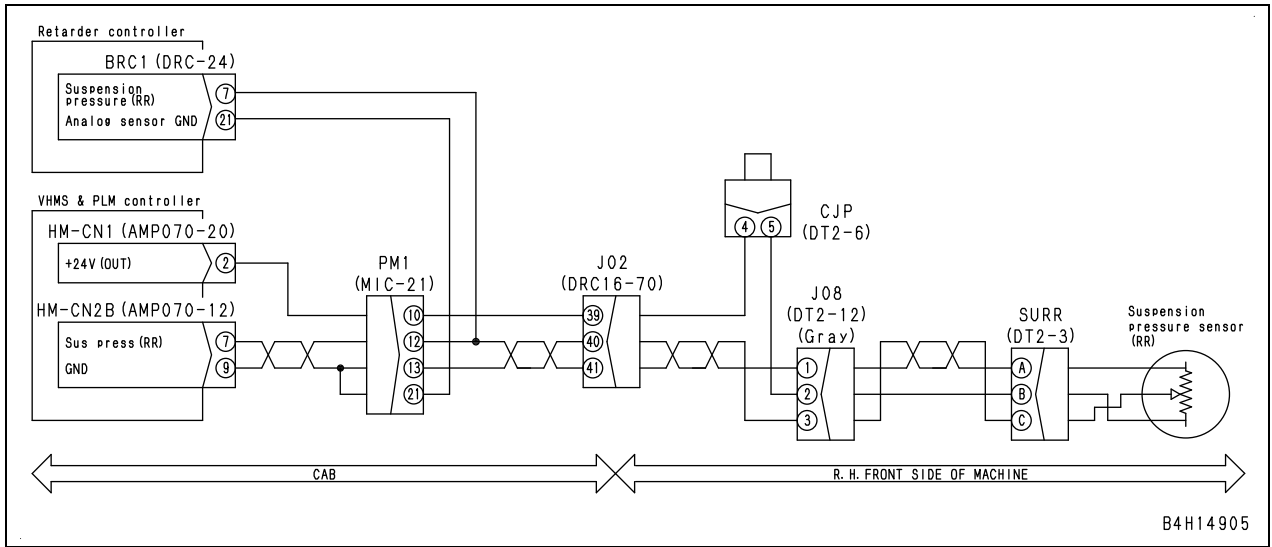 Retarder controller
BRC1 (DRC-24)
Suspension
pressure (RR)
7
Analog sensor GND
21
VHMS & PLM controller
HM-CN1 (AMP070-20)
+24V (OUT)
2
HM-CN2B (AMP070-12)
Sus press (RR)
7
GND
9
PM1
(MIC-21)
10
12
13
21
J02
(DRC16-70)
39
40
41
4
5
CJP
(DT2-6)
J08
(DT2-12)
(Gray)
1
2
3
SURR
(DT2-3)
A
B
C
Suspension
pressure sensor
(RR)
CAB
R.H. FRONT SIDE OF MACHINE
B4H14905